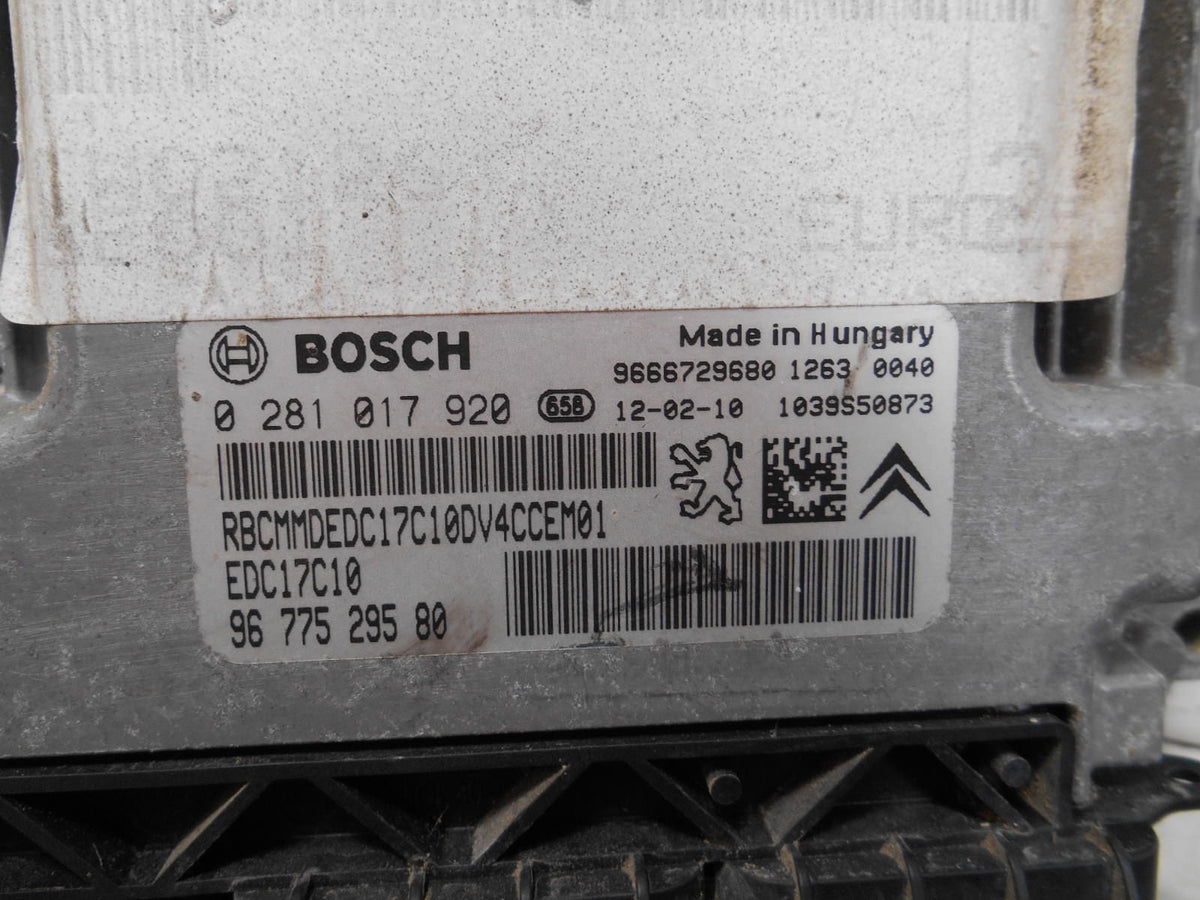 BOSCH
Made in Hungary
9666729680 1263 0040
0 281 017 920 658 12-02-10 1039S50873
RBCMMDEDC17C10DV4CCEM01
EDC17C10
96 775 295 80